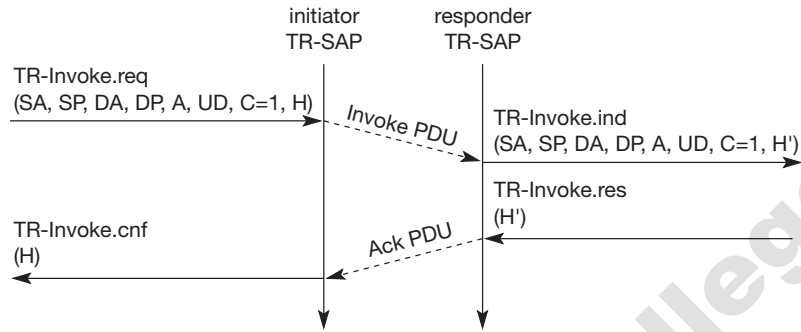 initiator
TR-SAP
responder
TR-SAP
TR-Invoke.req
(SA, SP, DA, DP, A, UD, C=1, H)
Invoke PDU
TR-Invoke.ind
(SA, SP, DA, DP, A, UD, C=1, H')
TR-Invoke.res
(H')
TR-Invoke.cnf
(H)
Ack PDU
llege